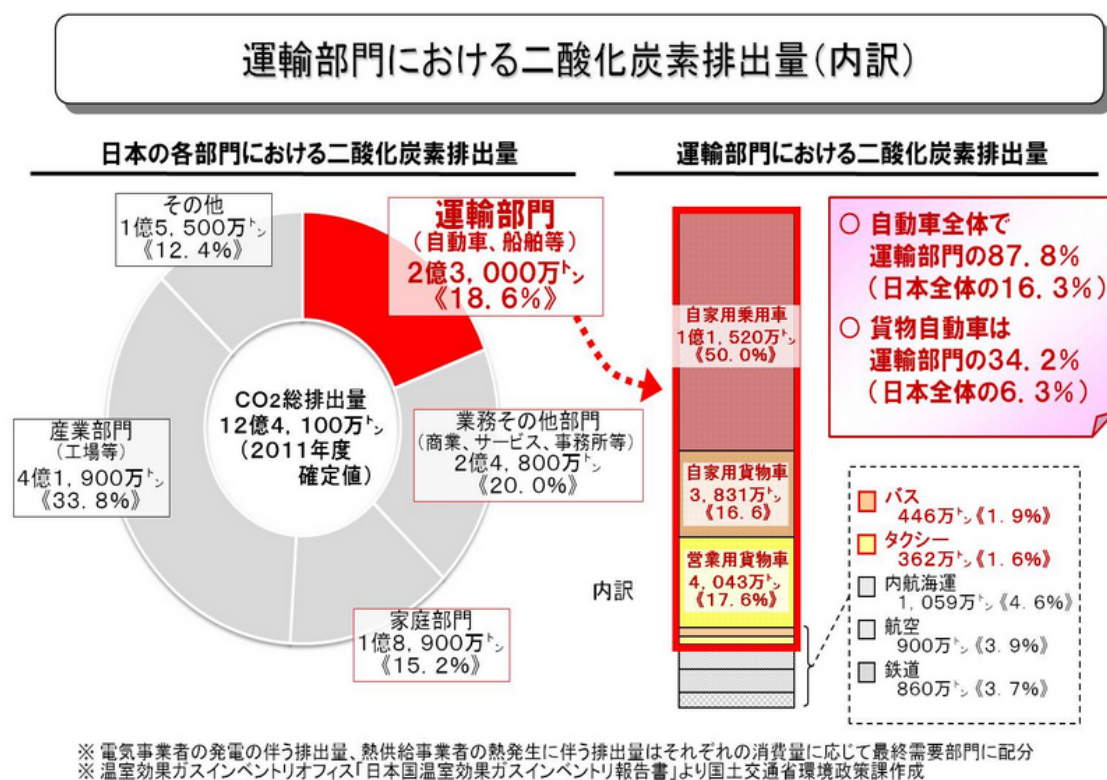 運輸部門における二酸化炭素排出量(内訳)
日本の各部門における二酸化炭素排出量
その他
1億5,500万トン
《12.4%》
運輸部門
(自動車、船舶等)
2億3,000万トン
《18.6%》
CO2総排出量
12億4,100万トン
(2011年度
確定値)
産業部門
(工場等)
4億1,900万トン
《33.8%》
業務その他部門
(商業、サービス、事務所等)
2億4,800万トン
《20.0%》
家庭部門
1億8,900万トン
《15.2%》
運輸部門における二酸化炭素排出量
自家用乗用車
1億1,520万トン
《50.0%》
自家用貨物車
3,831万トン
《16.6
営業用貨物車
4,043万トン
《17.6%》
内訳
○ 自動車全体で
運輸部門の87.8%
(日本全体の16.3%)
○ 貨物自動車は
運輸部門の34.2%
(日本全体の6.3%)
バス
446万トン《1.9%》
タクシー
362万トン《1.6%》
内航海運
1,059万トン《4.6%》
航空
900万トン《3.9%》
鉄道
860万トン《3.7%》
※ 電気事業者の発電の伴う排出量、熱供給事業者の熱発生に伴う排出量はそれぞれの消費量に応じて最終需要部門に配分
※ 温室効果ガスインベントリオフィス「日本国温室効果ガスインベントリ報告書」より国土交通省環境政策課作成